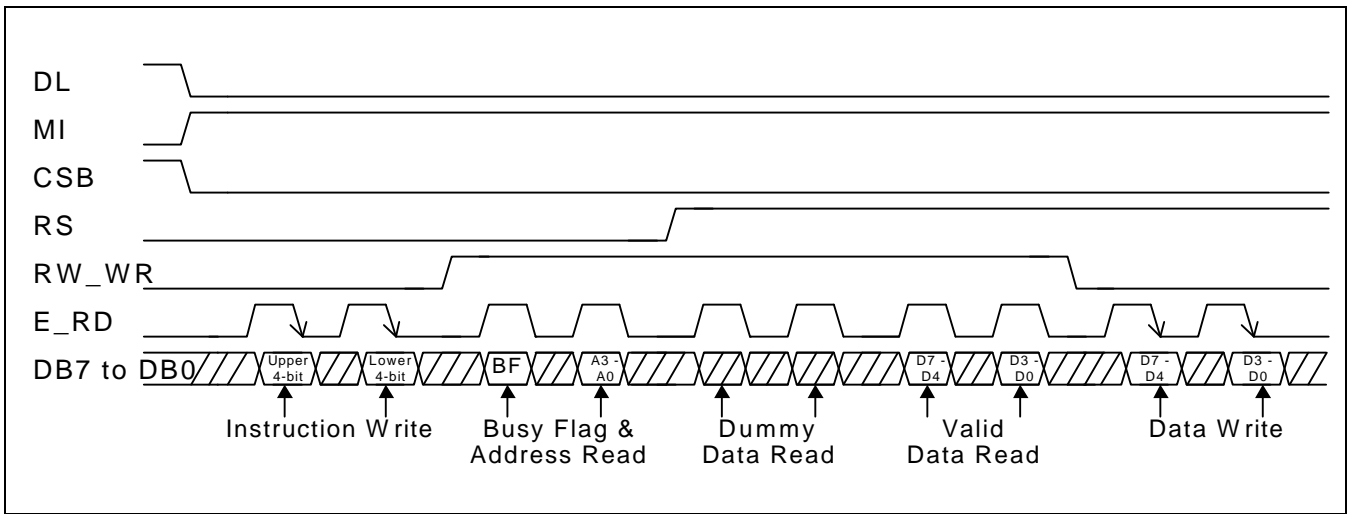 DL
MI
CSB
RS
RW_WR
E_RD
DB7 to DB0
Upper
4-bit
Lower
4-bit
BF
A3 -
A0
D7 -
D4
D3 -
D0
D7 -
D4
D3 -
D0
Instruction Write
Busy Flag &
Address Read
Dummy
Data Read
Valid
Data Read
Data Write